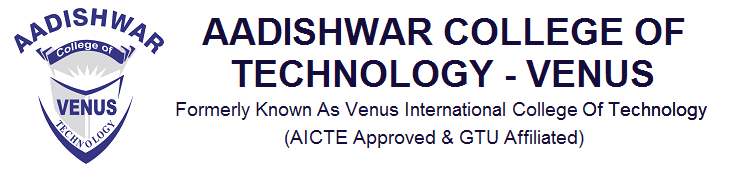 AADISHWAR
College of
VENUS
TECHNOLOGY
AADISHWAR COLLEGE OF
TECHNOLOGY - VENUS
Formerly Known As Venus International College Of Technology
(AICTE Approved & GTU Affiliated)